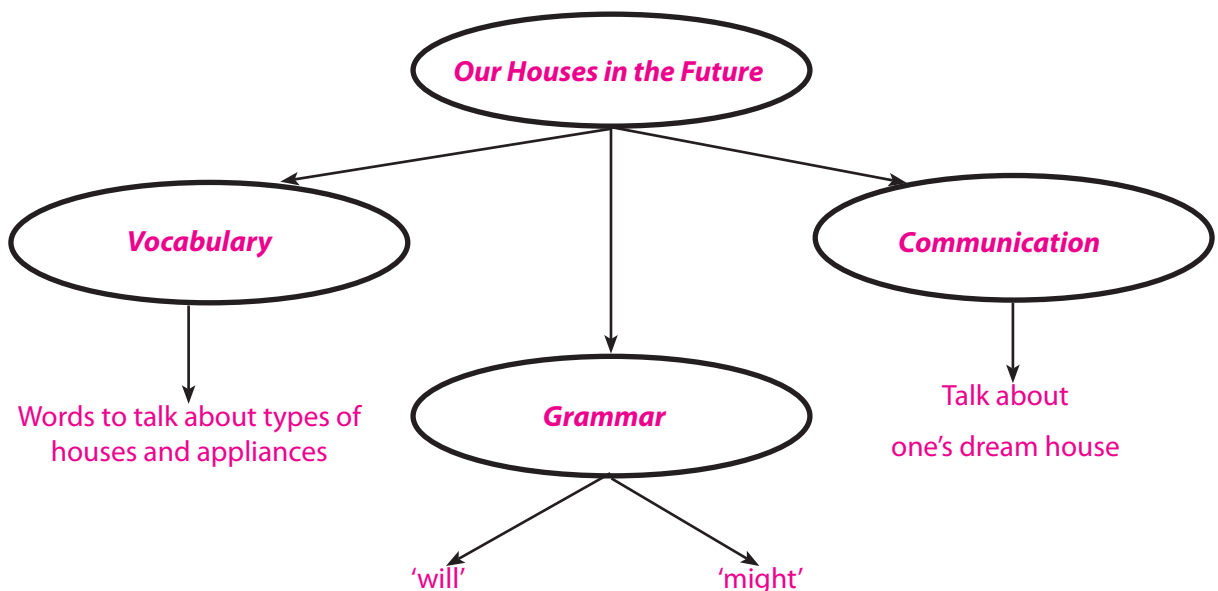 Our Houses in the Future
Vocabulary
Communication
Words to talk about types of
houses and appliances
Grammar
Talk about
one's dream house
‘will’
‘might’